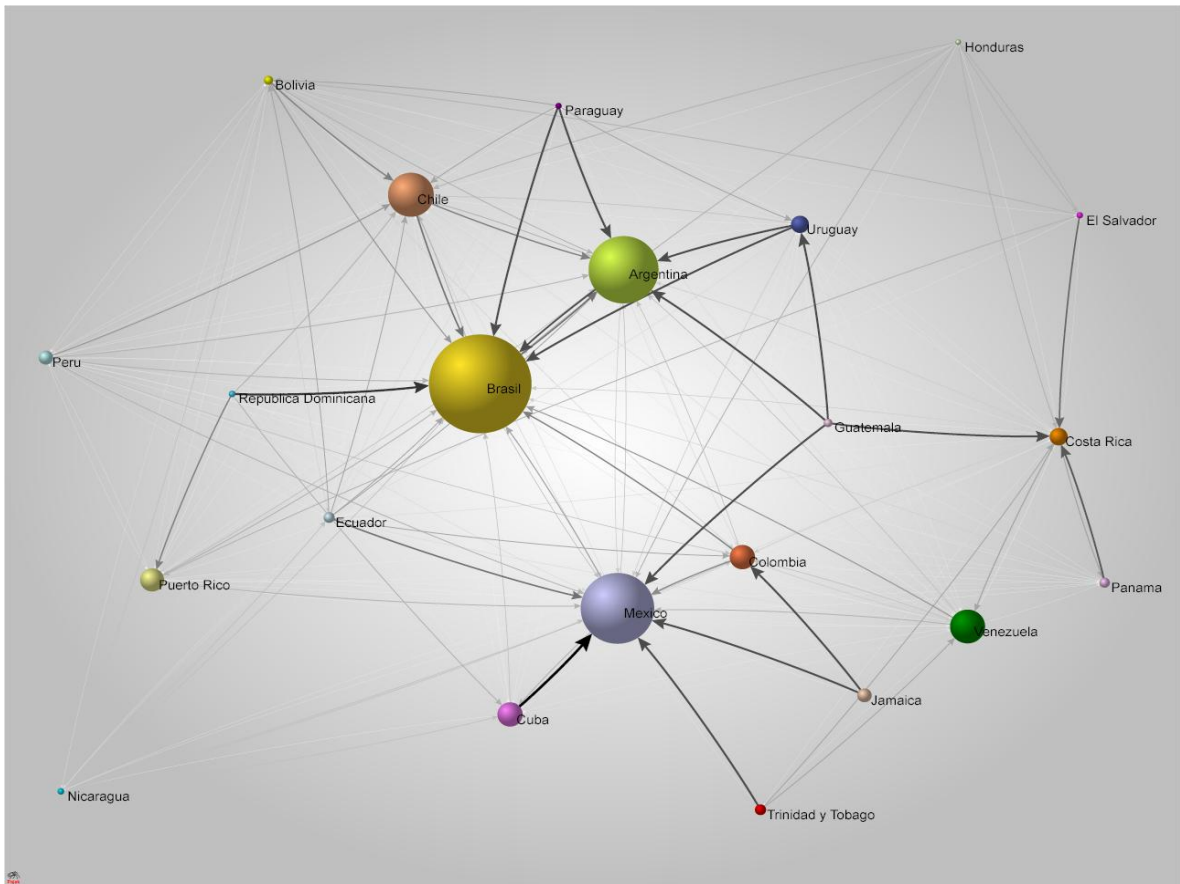 Honduras
Bolivia
Paraguay
Chile
El Salvador
Uruguay
Argentina
Peru
Brasil
Republica Dominicana
Guatemala
Costa Rica
Ecuador
Colombia
Puerto Rico
Panama
Mexico
Venezuela
Jamaica
Cuba
Nicaragua
Trinidad y Tobago